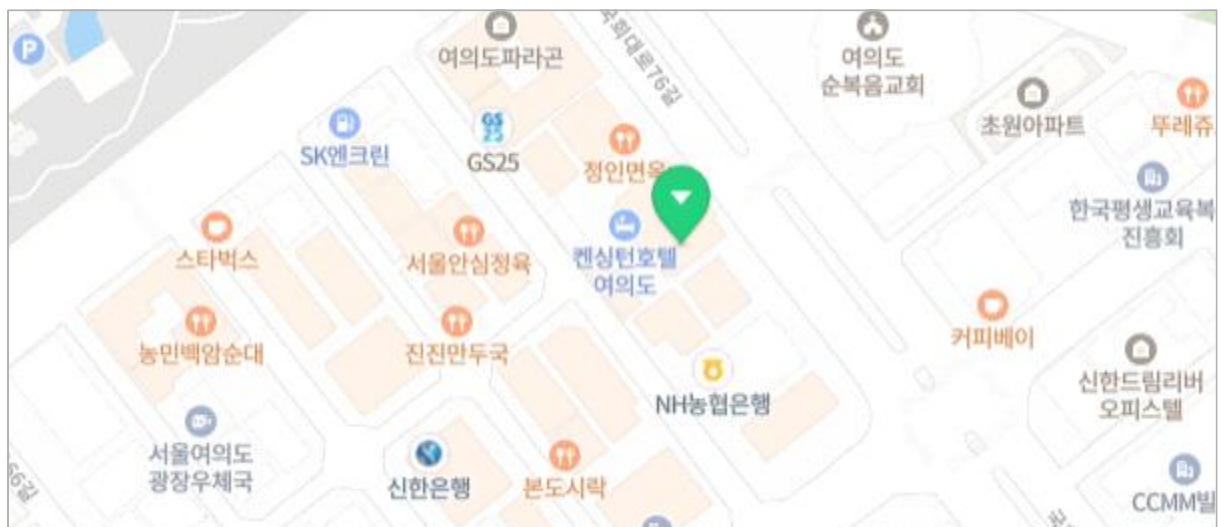 여의도파라곤
국회대로76길
여의도
순복음교회
P
초원아파트
뚜레쥬
SK엔크린
GS25
GS
25
정인면옥
한국평생교육복
진흥회
스타벅스
서울안심정육
켄싱턴호텔
여의도
농민백암순대
진진만두국
커피베이
NH농협은행
신한드림리버
오피스텔
서울여의도
광장우체국
신한은행
본도시락
66길
CCMM빌
국